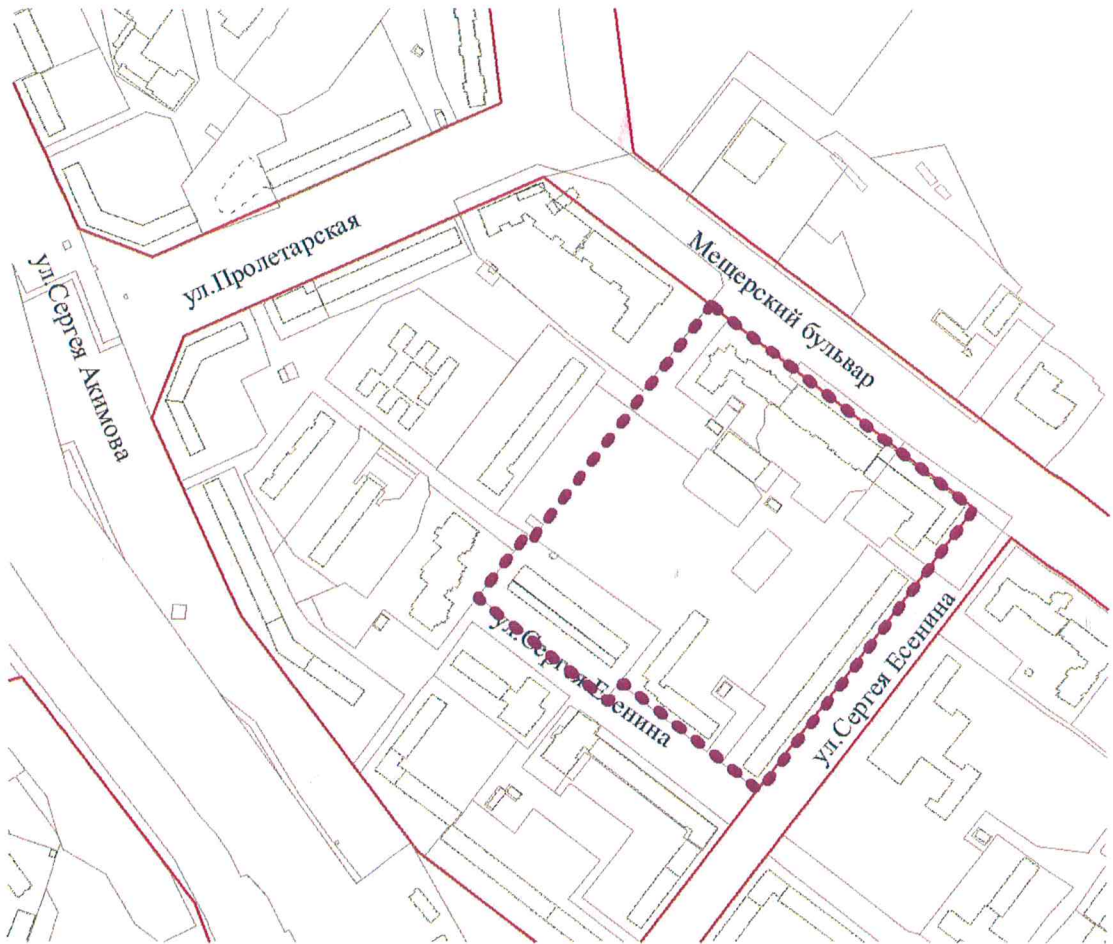 ул.Пролетарская
Мещерский бульвар
ул.Сергея Акимова
ул.Сергея Есенина
ул.Сергея Есенина